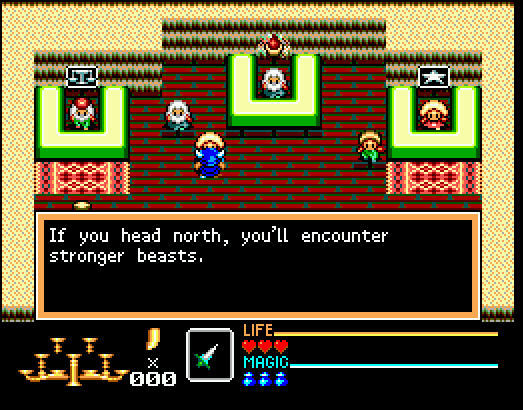 If you head north, you'll encounter
stronger beasts.
LIFE
×
000
MAGIC